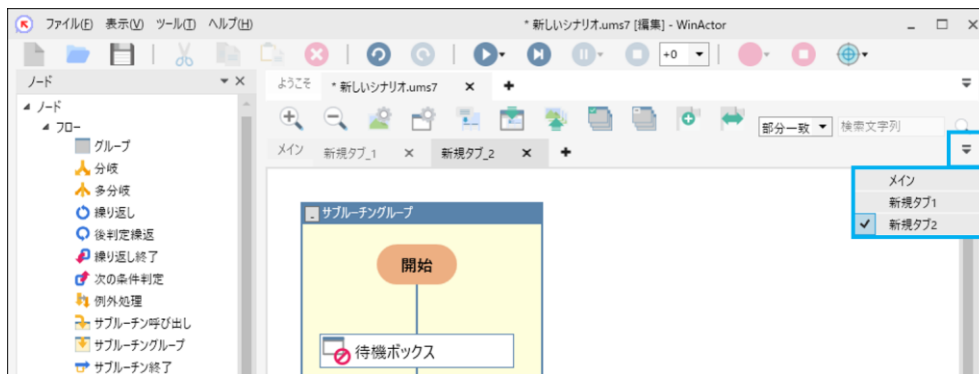 ファイル(F) 表示(V) ツール(T) ヘルプ(H)
* 新しいシナリオ.ums7 [編集] - WinActor
+0
ノード
ようこそ * 新しいシナリオ.ums7
ノード
フロー
グループ
分岐
多分岐
繰り返し
後判定繰返
繰り返し終了
次の条件判定
例外処理
サブルーチン呼び出し
サブルーチングループ
サブルーチン終了
部分一致 検索文字列
メイン 新規タブ_1 新規タブ_2
メイン
新規タブ1
新規タブ2
サブルーチングループ
開始
待機ボックス